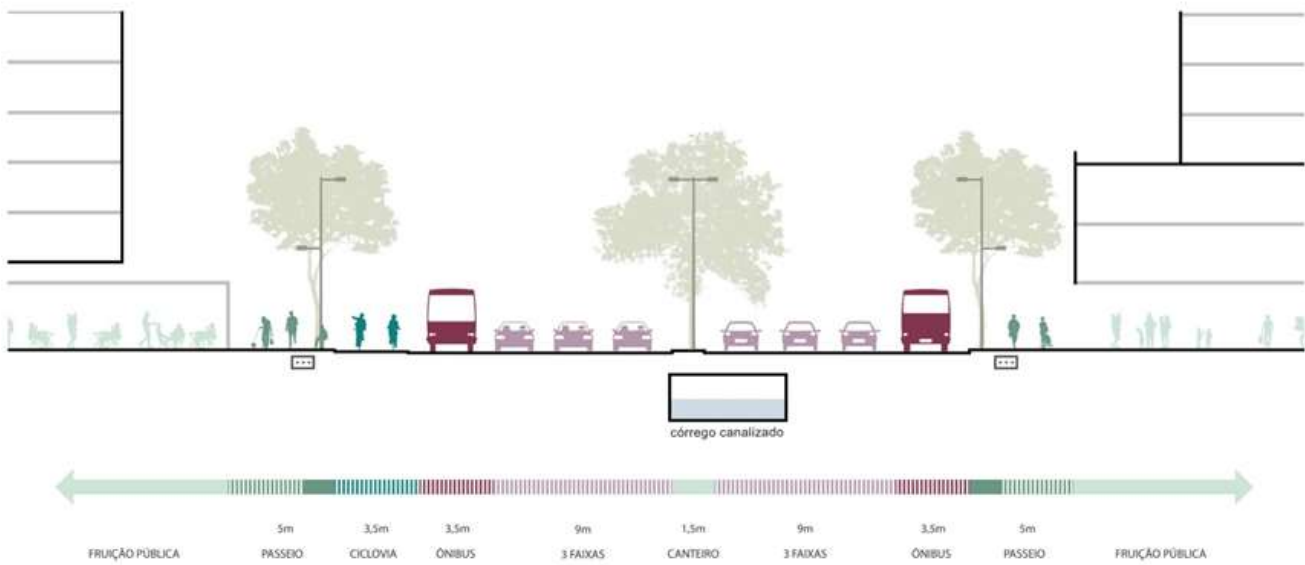 córrego canalizado
5m 3,5m 3,5m 9m 1,5m 9m 3,5m 5m
FRUIÇÃO PÚBLICA PASSEIO CICLOVIA ÔNIBUS 3 FAIXAS CANTEIRO 3 FAIXAS ÔNIBUS PASSEIO FRUIÇÃO PÚBLICA